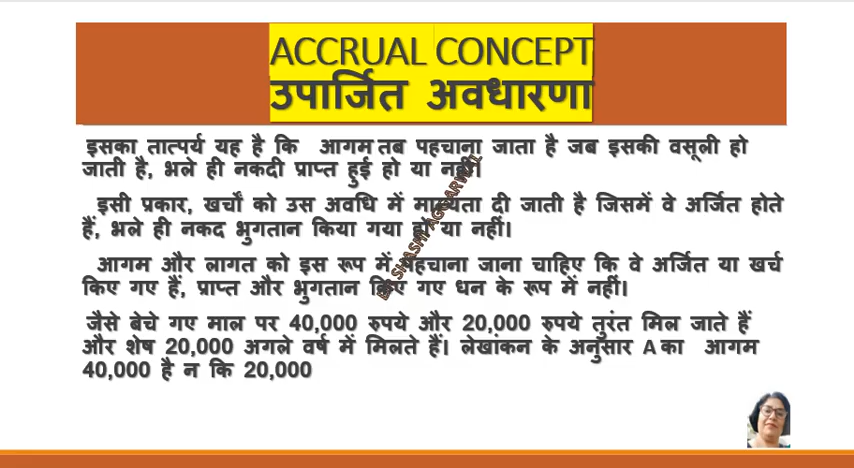 ACCRUAL CONCEPT
उपार्जित अवधारणा
इसका तात्पर्य यह है कि आगम तब पहचाना जाता है जब इसकी वसूली हो
जाती है, भले ही नकदी प्राप्त हुई हो या नहीं।
इसी प्रकार, खर्चों को उस अवधि में मान्यता दी जाती है जिसमें वे अर्जित होते
हैं, भले ही नकद भुगतान किया गया हो या नहीं।
आगम और लागत को इस रूप में पहचाना जाना चाहिए कि वे अर्जित या खर्च
किए गए हैं, प्राप्त और भुगतान किए गए धन के रूप में नहीं।
जैसे बेचे गए माल पर 40,000 रुपये और 20,000 रुपये तुरंत मिल जाते हैं
और शेष 20,000 अगले वर्ष में मिलते हैं। लेखांकन के अनुसार A का आगम
40,000 है न कि 20,000
DR SHASHI AGGARWAL